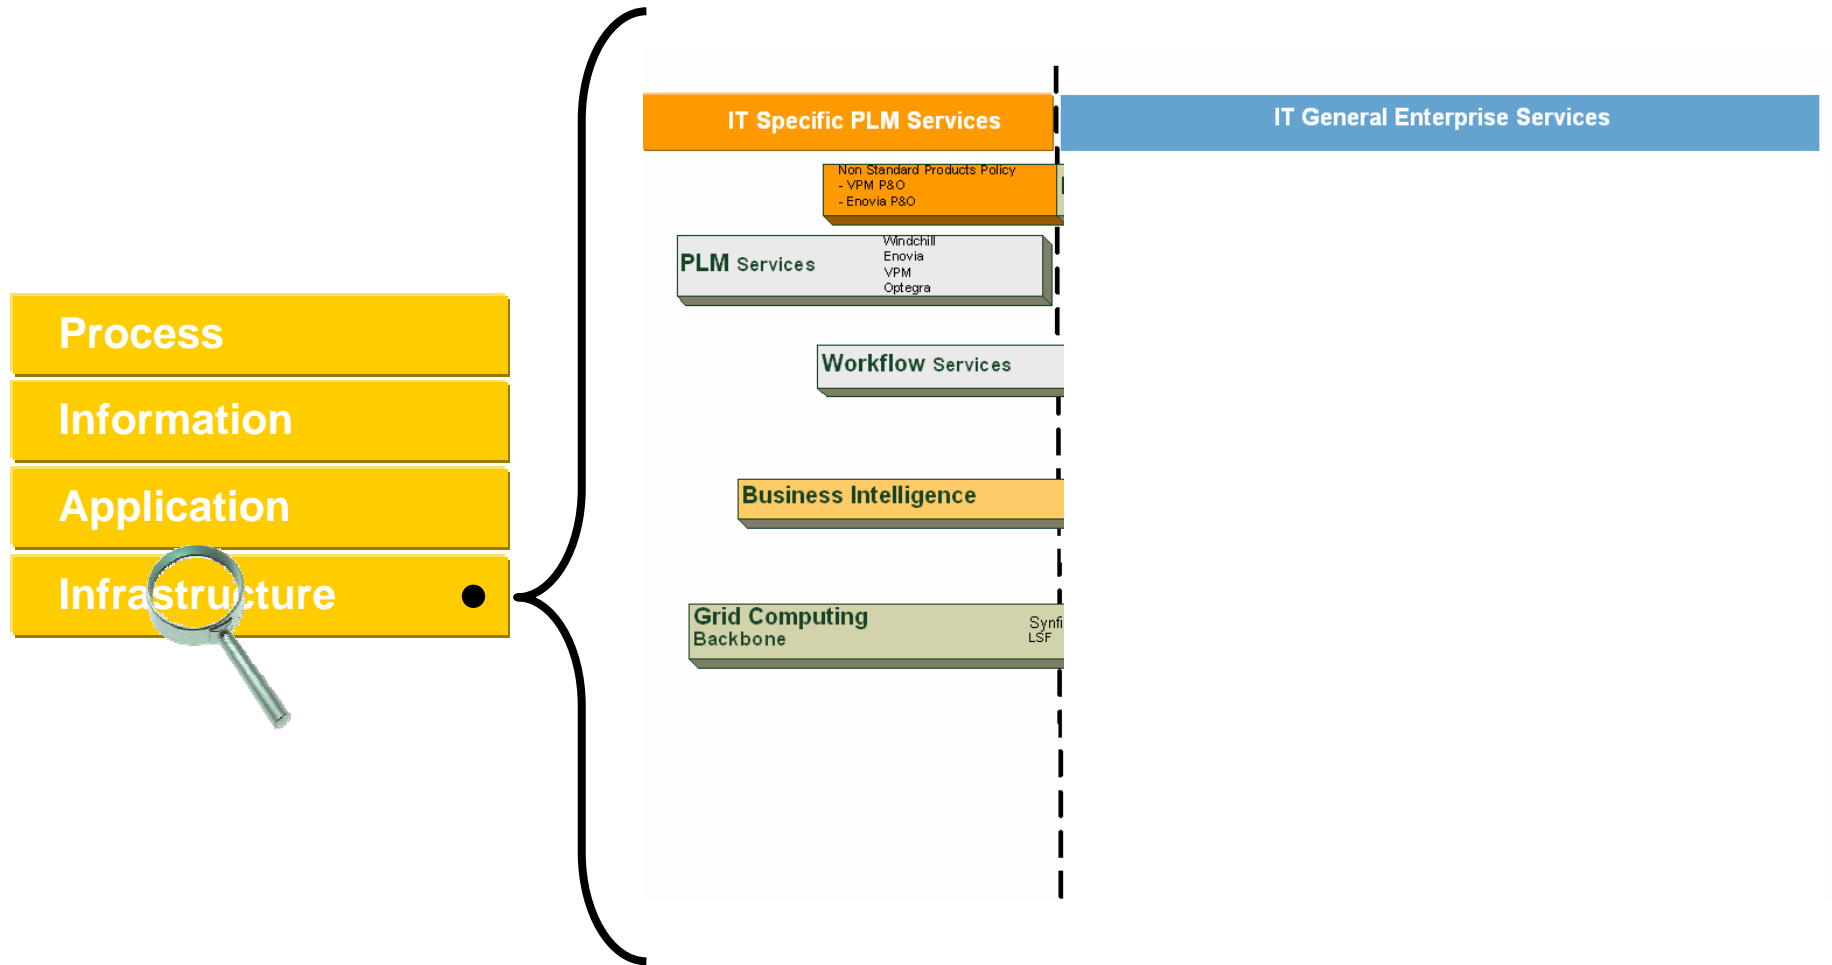 IT Specific PLM Services
IT General Enterprise Services
Non Standard Products Policy
- VPM P&O
- Enovia P&O
PLM Services
Windchill
Enovia
VPM
Optegra
Process
Workflow Services
Information
Application
Business Intelligence
Infrastructure
Grid Computing
Backbone
Synfi
LSF